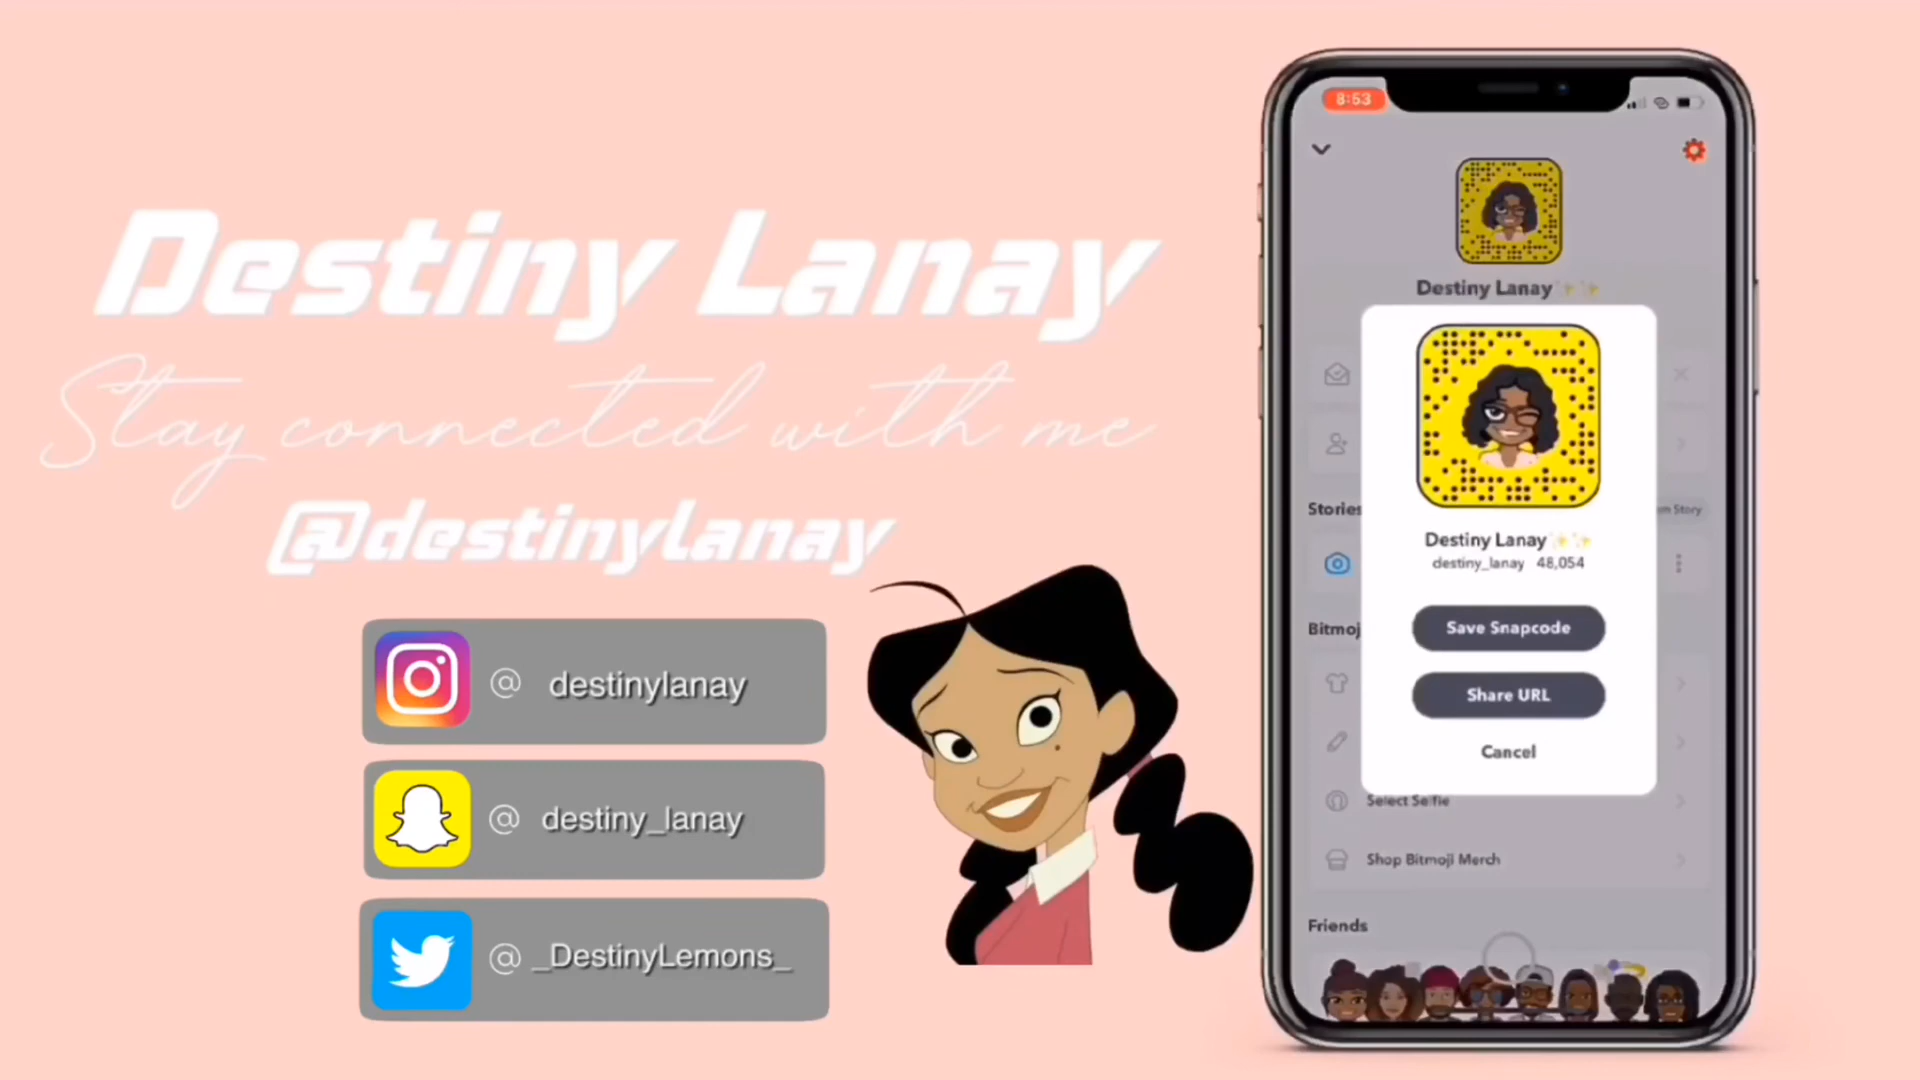 Destiny Lanay
Stay connected with me
@destinylanay
@ destinylanay
@ destiny_lanay
@ _DestinyLemons_
8:53
Destiny Lanay✨✨
Destiny Lanay✨✨
destiny_lanay 48,054
Save Snapcode
Share URL
Cancel
Stories
Story
Bitmoj
Select Selfie
Shop Bitmoji Merch
Friends